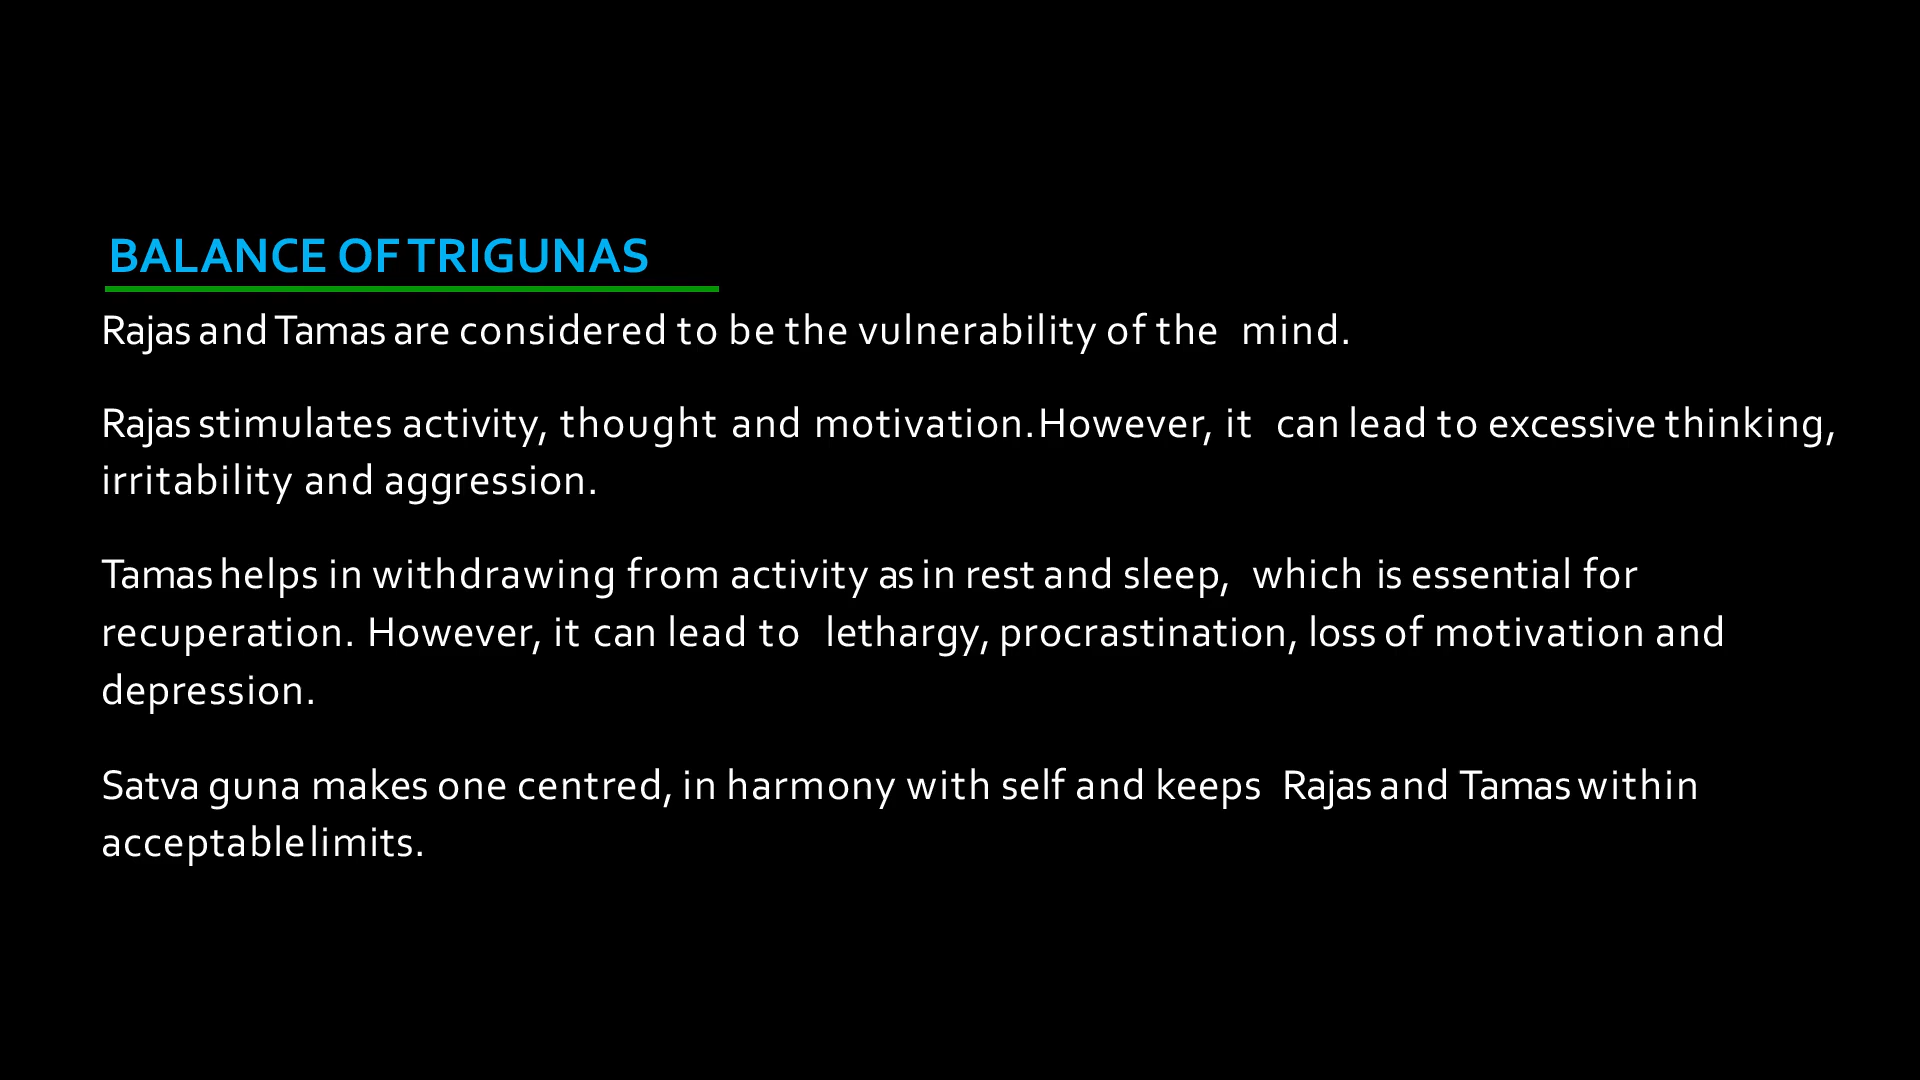 BALANCE OF TRIGUNAS
Rajas and Tamas are considered to be the vulnerability of the mind.
Rajas stimulates activity, thought and motivation.However, it can lead to excessive thinking,
irritability and aggression.
Tamas helps in withdrawing from activity as in rest and sleep, which is essential for
recuperation. However, it can lead to lethargy, procrastination, loss of motivation and
depression.
Satva guna makes one centred, in harmony with self and keeps Rajas and Tamas within
acceptable limits.